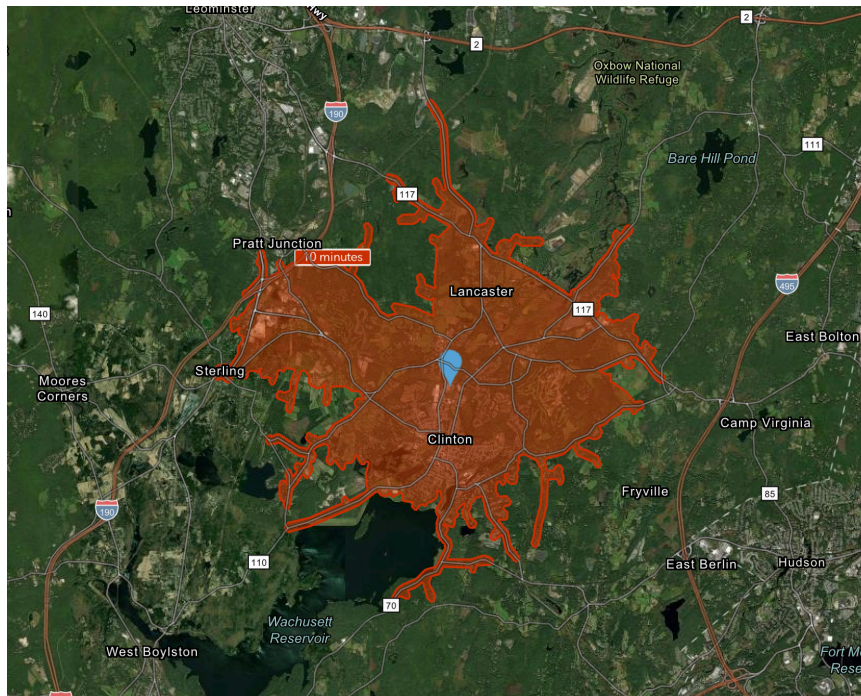 Leominster
Hwy
2
2
Oxbow National
Wildlife Refuge
190
111
Bare Hill Pond
117
Pratt Junction
10 minutes
495
Lancaster
117
140
East Bolton
Sterling
Moores
Corners
Camp Virginia
Clinton
Fryville
85
190
East Berlin
Hudson
110
70
Wachusett
Reservoir
West Boylston